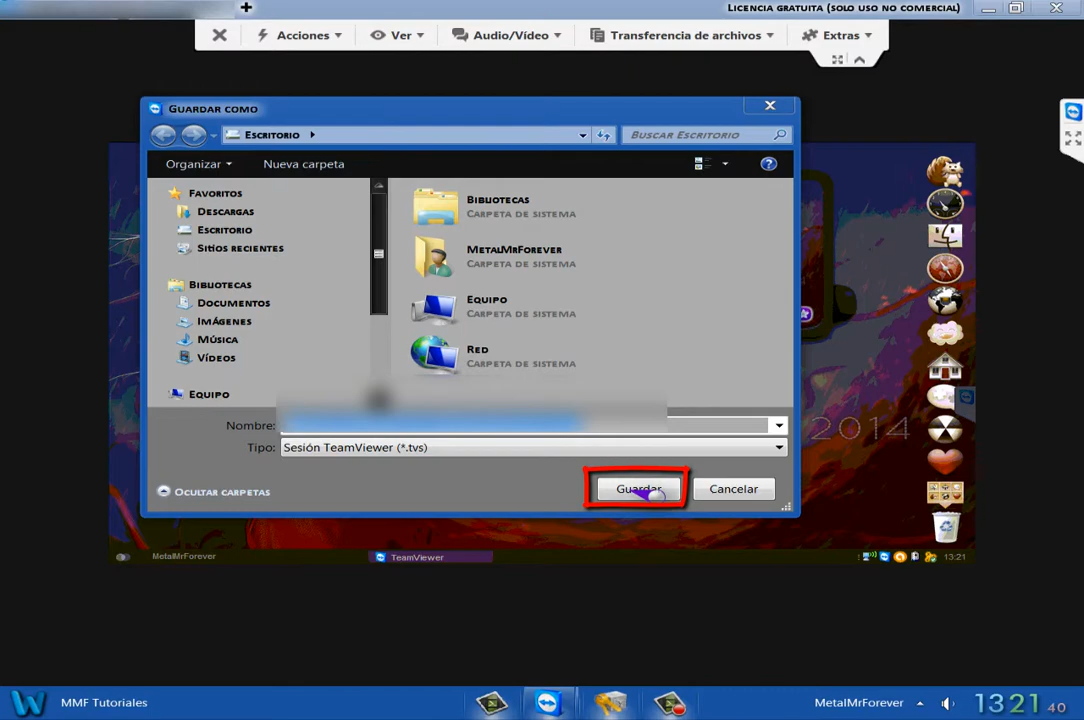 Licencia gratuita (solo uso no comercial)
Acciones
Ver
Audio/Vídeo
Transferencia de archivos
Extras
Guardar como
Escritorio
Buscar Escritorio
Organizar
Nueva carpeta
Favoritos
Descargas
Escritorio
Sitios recientes
Bibliotecas
Documentos
Imágenes
Música
Vídeos
Equipo
Bibliotecas
Carpeta de sistema
MetalMrForever
Carpeta de sistema
Equipo
Carpeta de sistema
Red
Carpeta de sistema
Nombre:
Tipo: Sesión TeamViewer (*.tvs)
Ocultar carpetas
Guardar
Cancelar
2014
MetalMrForever
TeamViewer
13:21
MMF Tutoriales
MetalMrForever
13 21 40